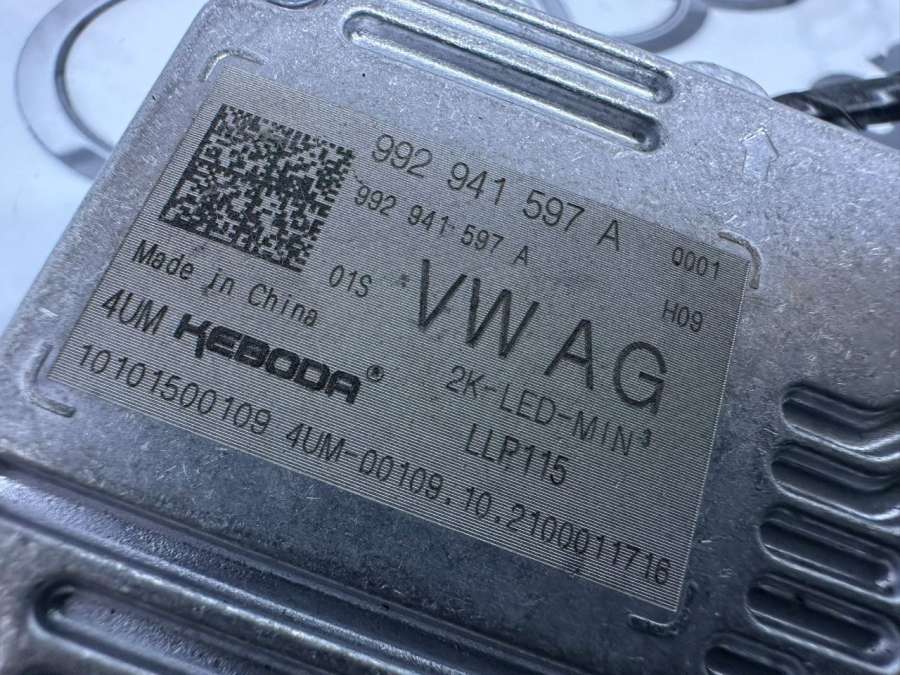 992 941 597 A 0001
992 941 597 A H09
01S VW AG
Made in China
2K-LED-MIN³
4UM KEBODA®
LLP115
10101500109 4UM-00109.10.2100011716